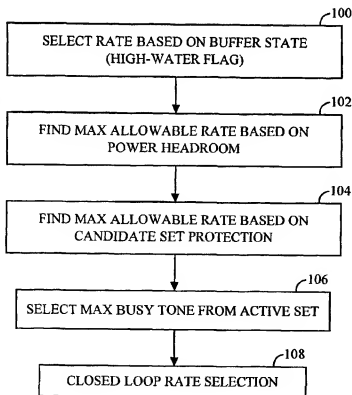 100
SELECT RATE BASED ON BUFFER STATE
(HIGH-WATER FLAG)
102
FIND MAX ALLOWABLE RATE BASED ON
POWER HEADROOM
104
FIND MAX ALLOWABLE RATE BASED ON
CANDIDATE SET PROTECTION
106
SELECT MAX BUSY TONE FROM ACTIVE SET
108
CLOSED LOOP RATE SELECTION